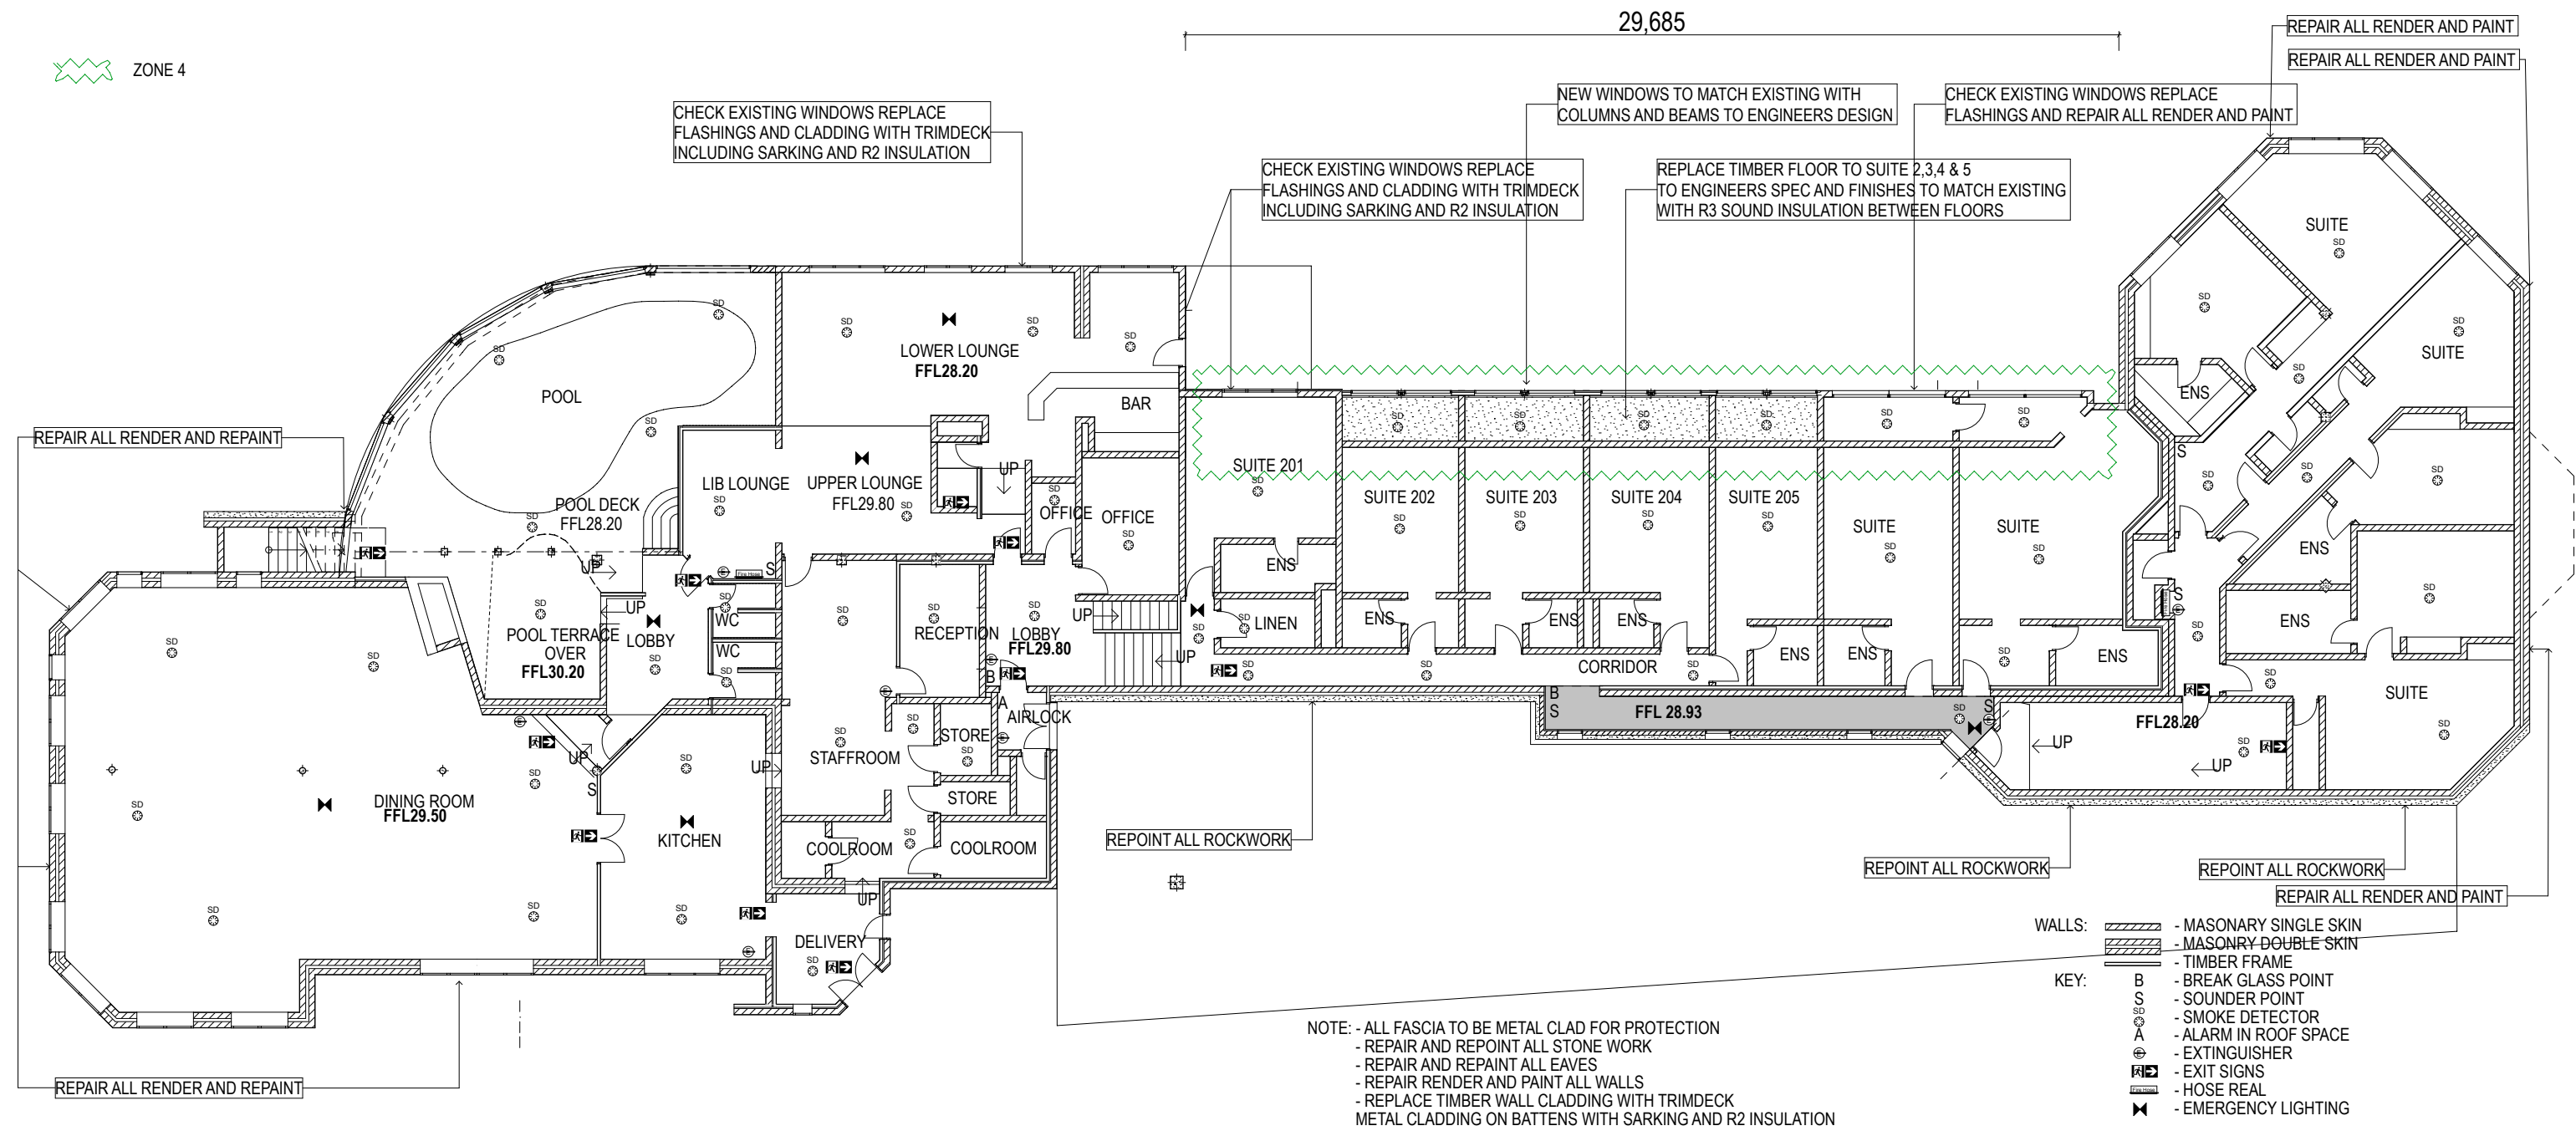 29,685
REPAIR ALL RENDER AND PAINT
REPAIR ALL RENDER AND PAINT
ZONE 4
CHECK EXISTING WINDOWS REPLACE
FLASHINGS AND CLADDING WITH TRIMDECK
INCLUDING SARKING AND R2 INSULATION
NEW WINDOWS TO MATCH EXISTING WITH
COLUMNS AND BEAMS TO ENGINEERS DESIGN
CHECK EXISTING WINDOWS REPLACE
FLASHINGS AND REPAIR ALL RENDER AND PAINT
CHECK EXISTING WINDOWS REPLACE
FLASHINGS AND CLADDING WITH TRIMDECK
INCLUDING SARKING AND R2 INSULATION
REPLACE TIMBER FLOOR TO SUITE 2,3,4 & 5
TO ENGINEERS SPEC AND FINISHES TO MATCH EXISTING
WITH R3 SOUND INSULATION BETWEEN FLOORS
SUITE
SUITE
LOWER LOUNGE
FFL28.20
POOL
BAR
ENS
REPAIR ALL RENDER AND REPAINT
LIB LOUNGE
UPPER LOUNGE
FFL29.80
UP
OFFICE
OFFICE
POOL DECK
FFL28.20
SUITE 201
SUITE 202
SUITE 203
SUITE 204
SUITE 205
SUITE
SUITE
S
ENS
ENS
UP
S
UP
LOBBY
WC
WC
POOL TERRACE
OVER
FFL30.20
RECEPTION
LOBBY
FFL29.80
UP
UP
LINEN
ENS
ENS
ENS
CORRIDOR
ENS
ENS
ENS
S
ENS
SUITE
B
A
AIRLOCK
B
S
FFL 28.93
S
FFL28.20
UP
UP
UP
S
UP
STAFFROOM
STORE
STORE
DINING ROOM
FFL29.50
KITCHEN
COOLROOM
COOLROOM
UP
DELIVERY
REPOINT ALL ROCKWORK
REPOINT ALL ROCKWORK
REPOINT ALL ROCKWORK
REPAIR ALL RENDER AND PAINT
REPAIR ALL RENDER AND REPAINT
WALLS:
- MASONARY SINGLE SKIN
- MASONRY DOUBLE SKIN
- TIMBER FRAME
KEY:
B - BREAK GLASS POINT
S - SOUNDER POINT
SD - SMOKE DETECTOR
A - ALARM IN ROOF SPACE
E - EXTINGUISHER
- EXIT SIGNS
Fire Hose - HOSE REAL
- EMERGENCY LIGHTING
NOTE: - ALL FASCIA TO BE METAL CLAD FOR PROTECTION
- REPAIR AND REPOINT ALL STONE WORK
- REPAIR AND REPAINT ALL EAVES
- REPAIR RENDER AND PAINT ALL WALLS
- REPLACE TIMBER WALL CLADDING WITH TRIMDECK
METAL CLADDING ON BATTENS WITH SARKING AND R2 INSULATION